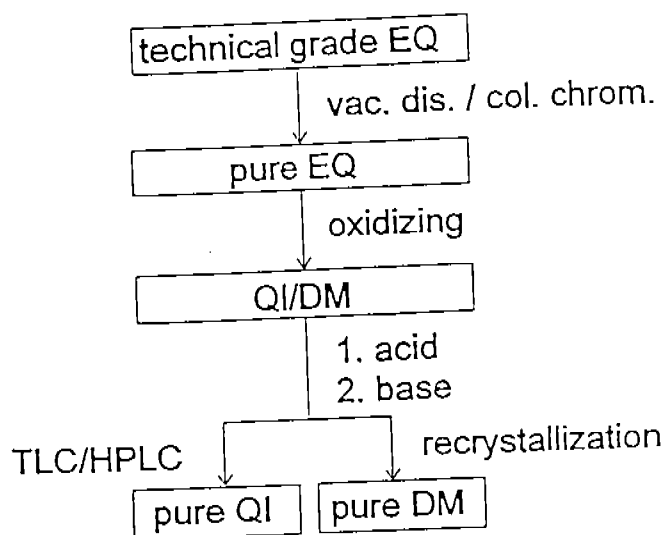 technical grade EQ
vac. dis. / col. chrom.
pure EQ
oxidizing
QI/DM
1. acid
2. base
TLC/HPLC
recrystallization
pure QI
pure DM